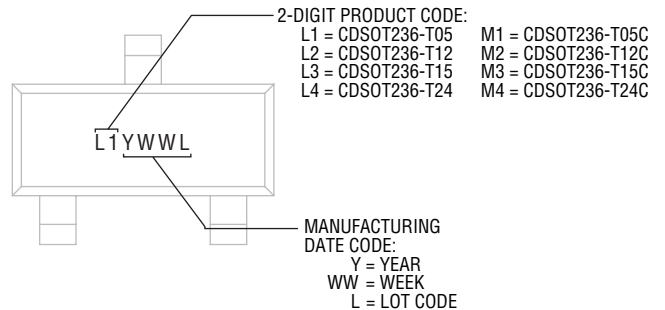 2-DIGIT PRODUCT CODE:
L1 = CDSOT236-T05 M1 = CDSOT236-T05C
L2 = CDSOT236-T12 M2 = CDSOT236-T12C
L3 = CDSOT236-T15 M3 = CDSOT236-T15C
L4 = CDSOT236-T24 M4 = CDSOT236-T24C
L1YWWL
MANUFACTURING
DATE CODE:
Y = YEAR
WW = WEEK
L = LOT CODE